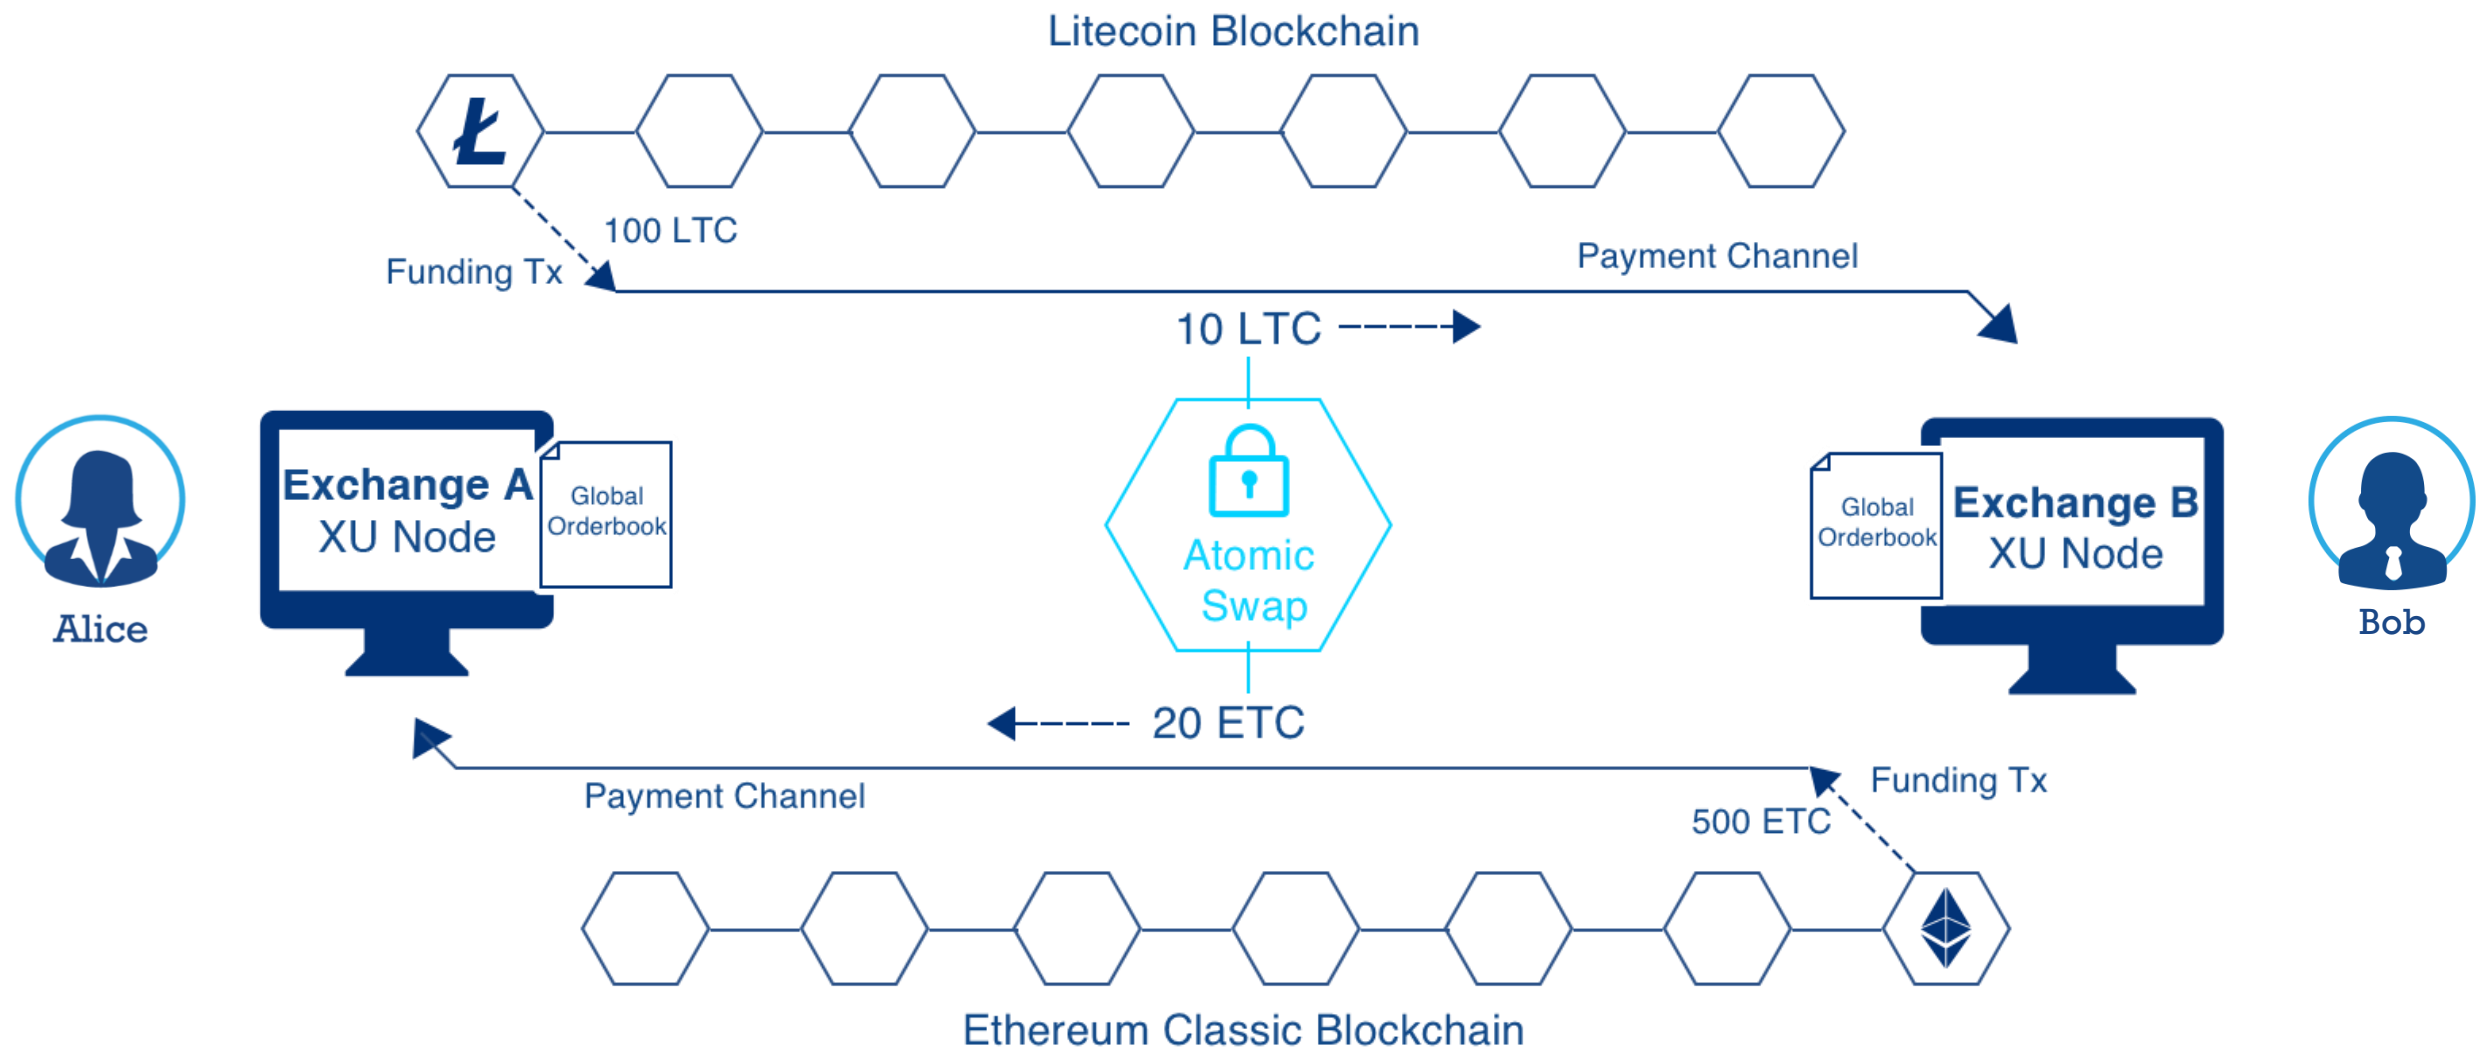 Litecoin Blockchain
100 LTC
Funding Tx
Payment Channel
10 LTC
Exchange A
XU Node
Global
Orderbook
Alice
Atomic
Swap
Global
Orderbook
Exchange B
XU Node
Bob
20 ETC
Payment Channel
Funding Tx
500 ETC
Ethereum Classic Blockchain